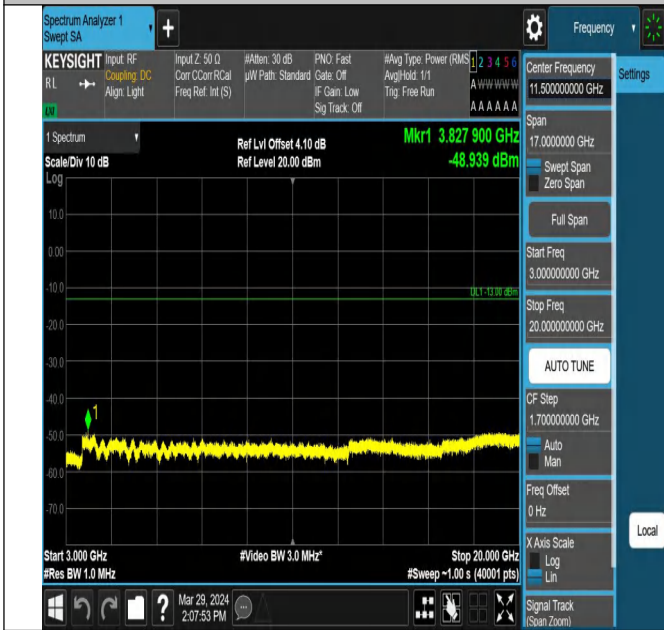 Spectrum Analyzer 1
Swept SA
Frequency
KEYSIGHT
RL
LXI
Input: RF
Coupling: DC
Align: Light
Input Z: 50 Ω
Corr CCorr RCal
Freq Ref: Int (S)
#Atten: 30 dB
µW Path: Standard
PNO: Fast
Gate: Off
IF Gain: Low
Sig Track: Off
#Avg Type: Power (RMS
Avg|Hold: 1/1
Trig: Free Run
1 2 3 4 5 6
A W W W W W
A A A A A A
1 Spectrum
Scale/Div 10 dB
Ref Lvl Offset 4.10 dB
Ref Level 20.00 dBm
Mkr1 3.827 900 GHz
-48.939 dBm
Log
10.0
0.00
-10.0
DL1 -13.00 dBm
-20.0
-30.0
-40.0
1
-50.0
-60.0
-70.0
Start 3.000 GHz
#Res BW 1.0 MHz
#Video BW 3.0 MHz*
Stop 20.000 GHz
#Sweep ~1.00 s (40001 pts)
Center Frequency
11.500000000 GHz
Settings
Span
17.0000000 GHz
Swept Span
Zero Span
Full Span
Start Freq
3.000000000 GHz
Stop Freq
20.000000000 GHz
AUTO TUNE
CF Step
1.700000000 GHz
Auto
Man
Freq Offset
0 Hz
Local
X Axis Scale
Log
Lin
Signal Track
(Span Zoom)
?
Mar 29, 2024
2:07:53 PM